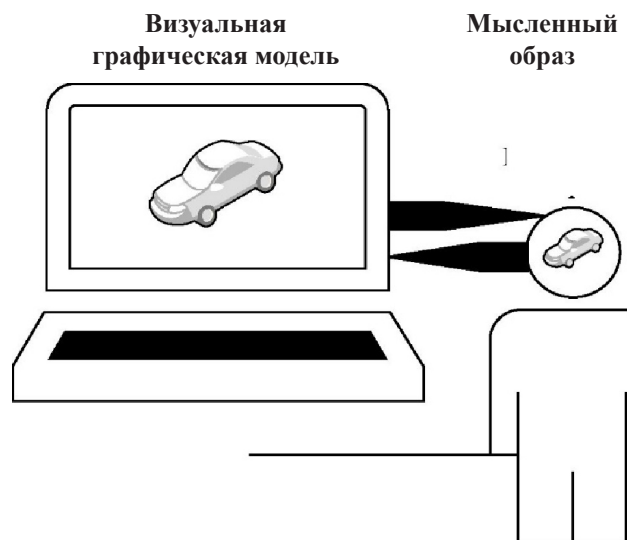 Визуальная
графическая модель
Мысленный
образ